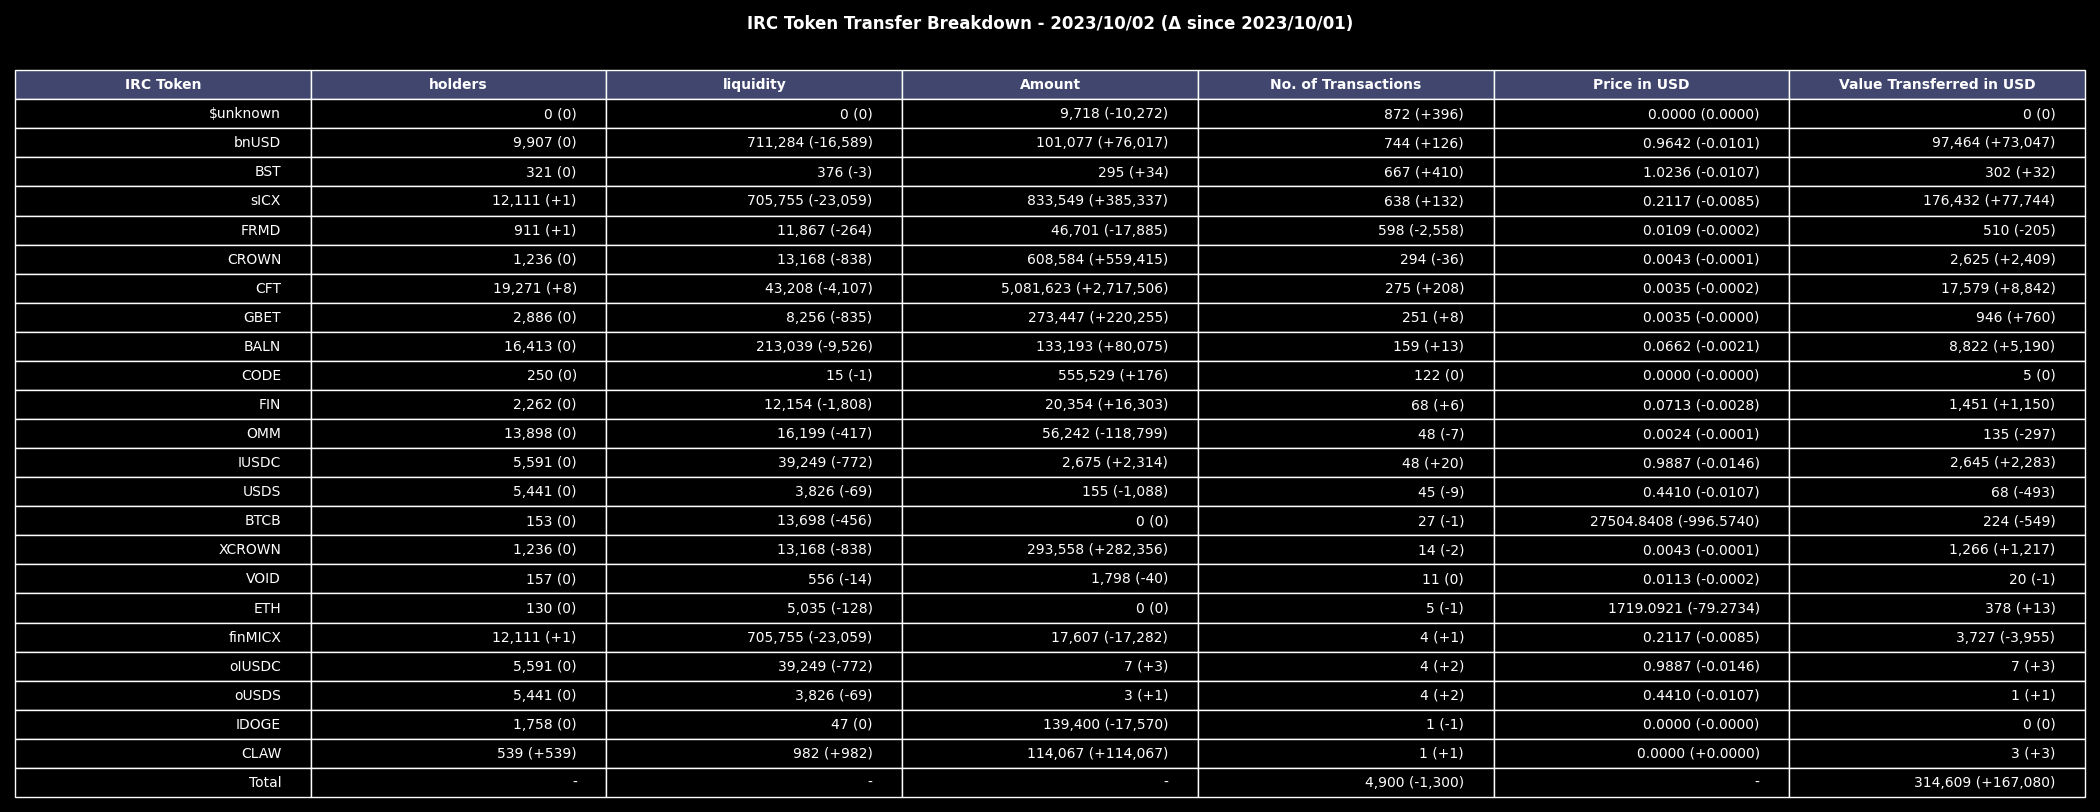 IRC Token Transfer Breakdown - 2023/10/02 (Δ since 2023/10/01)
IRC Token holders liquidity Amount No. of Transactions Price in USD Value Transferred in USD
$unknown 0 (0) 0 (0) 9,718 (-10,272) 872 (+396) 0.0000 (0.0000) 0 (0)
bnUSD 9,907 (0) 711,284 (-16,589) 101,077 (+76,017) 744 (+126) 0.9642 (-0.0101) 97,464 (+73,047)
BST 321 (0) 376 (-3) 295 (+34) 667 (+410) 1.0236 (-0.0107) 302 (+32)
sICX 12,111 (+1) 705,755 (-23,059) 833,549 (+385,337) 638 (+132) 0.2117 (-0.0085) 176,432 (+77,744)
FRMD 911 (+1) 11,867 (-264) 46,701 (-17,885) 598 (-2,558) 0.0109 (-0.0002) 510 (-205)
CROWN 1,236 (0) 13,168 (-838) 608,584 (+559,415) 294 (-36) 0.0043 (-0.0001) 2,625 (+2,409)
CFT 19,271 (+8) 43,208 (-4,107) 5,081,623 (+2,717,506) 275 (+208) 0.0035 (-0.0002) 17,579 (+8,842)
GBET 2,886 (0) 8,256 (-835) 273,447 (+220,255) 251 (+8) 0.0035 (-0.0000) 946 (+760)
BALN 16,413 (0) 213,039 (-9,526) 133,193 (+80,075) 159 (+13) 0.0662 (-0.0021) 8,822 (+5,190)
CODE 250 (0) 15 (-1) 555,529 (+176) 122 (0) 0.0000 (-0.0000) 5 (0)
FIN 2,262 (0) 12,154 (-1,808) 20,354 (+16,303) 68 (+6) 0.0713 (-0.0028) 1,451 (+1,150)
OMM 13,898 (0) 16,199 (-417) 56,242 (-118,799) 48 (-7) 0.0024 (-0.0001) 135 (-297)
IUSDC 5,591 (0) 39,249 (-772) 2,675 (+2,314) 48 (+20) 0.9887 (-0.0146) 2,645 (+2,283)
USDS 5,441 (0) 3,826 (-69) 155 (-1,088) 45 (-9) 0.4410 (-0.0107) 68 (-493)
BTCB 153 (0) 13,698 (-456) 0 (0) 27 (-1) 27504.8408 (-996.5740) 224 (-549)
XCROWN 1,236 (0) 13,168 (-838) 293,558 (+282,356) 14 (-2) 0.0043 (-0.0001) 1,266 (+1,217)
VOID 157 (0) 556 (-14) 1,798 (-40) 11 (0) 0.0113 (-0.0002) 20 (-1)
ETH 130 (0) 5,035 (-128) 0 (0) 5 (-1) 1719.0921 (-79.2734) 378 (+13)
finMICX 12,111 (+1) 705,755 (-23,059) 17,607 (-17,282) 4 (+1) 0.2117 (-0.0085) 3,727 (-3,955)
oIUSDC 5,591 (0) 39,249 (-772) 7 (+3) 4 (+2) 0.9887 (-0.0146) 7 (+3)
oUSDS 5,441 (0) 3,826 (-69) 3 (+1) 4 (+2) 0.4410 (-0.0107) 1 (+1)
IDOGE 1,758 (0) 47 (0) 139,400 (-17,570) 1 (-1) 0.0000 (-0.0000) 0 (0)
CLAW 539 (+539) 982 (+982) 114,067 (+114,067) 1 (+1) 0.0000 (+0.0000) 3 (+3)
Total - - - 4,900 (-1,300) - 314,609 (+167,080)